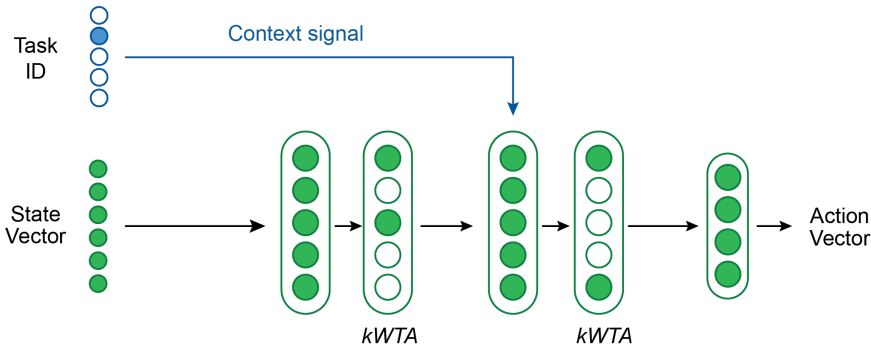 Context signal
Task
ID
State
Vector
Action
Vector
kWTA
kWTA